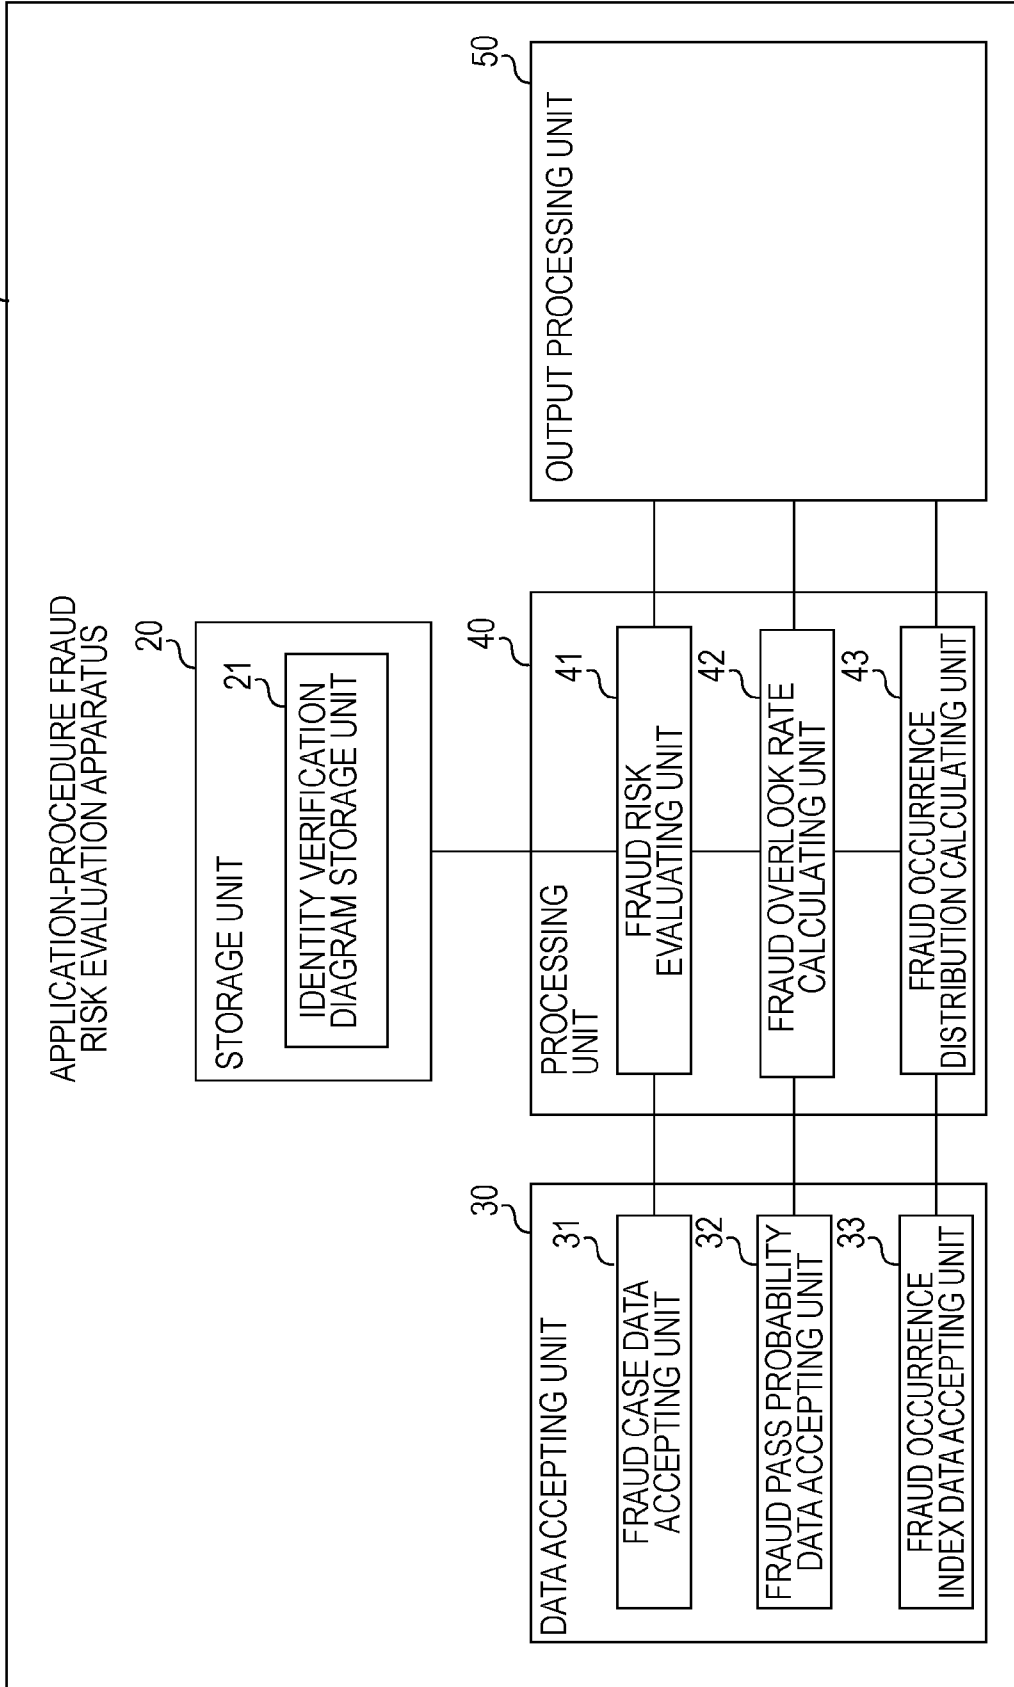 APPLICATION-PROCEDURE FRAUD
RISK EVALUATION APPARATUS
20
STORAGE UNIT
21
IDENTITY VERIFICATION
DIAGRAM STORAGE UNIT
30
DATA ACCEPTING UNIT
31
FRAUD CASE DATA
ACCEPTING UNIT
32
FRAUD PASS PROBABILITY
DATA ACCEPTING UNIT
33
FRAUD OCCURRENCE
INDEX DATA ACCEPTING UNIT
40
PROCESSING
UNIT
41
FRAUD RISK
EVALUATING UNIT
42
FRAUD OVERLOOK RATE
CALCULATING UNIT
43
FRAUD OCCURRENCE
DISTRIBUTION CALCULATING UNIT
50
OUTPUT PROCESSING UNIT